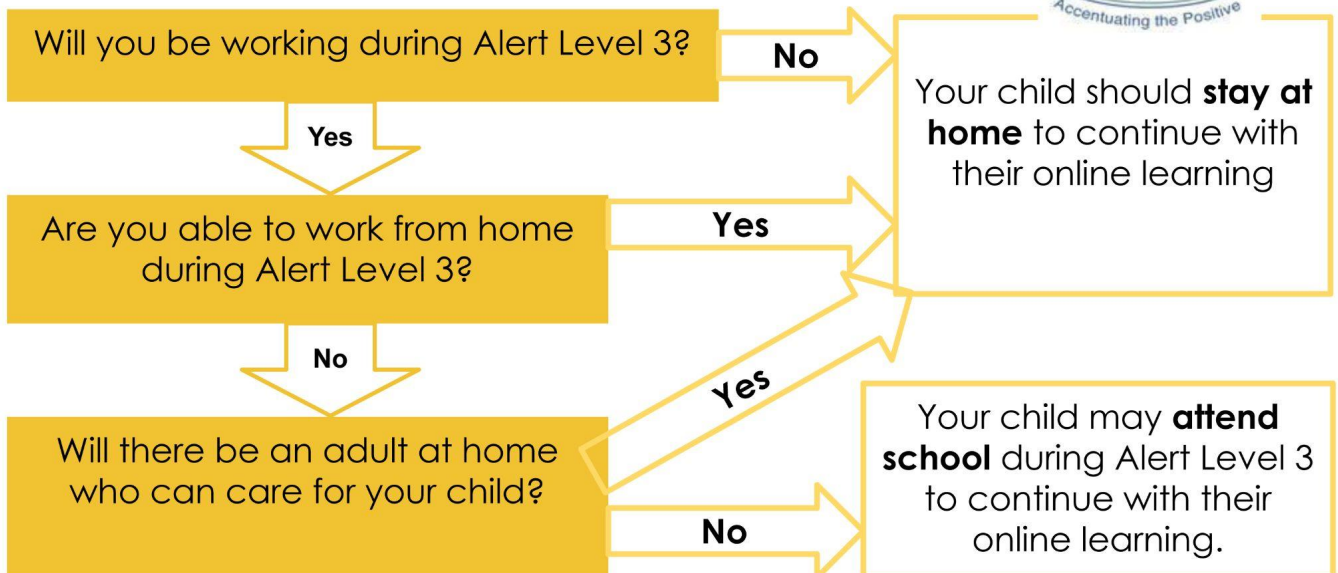 Accentuating the Positive
Will you be working during Alert Level 3?
No
Your child should stay at
home to continue with
their online learning
Yes
Are you able to work from home
during Alert Level 3?
Yes
No
Yes
Will there be an adult at home
who can care for your child?
No
Your child may attend
school during Alert Level 3
to continue with their
online learning.